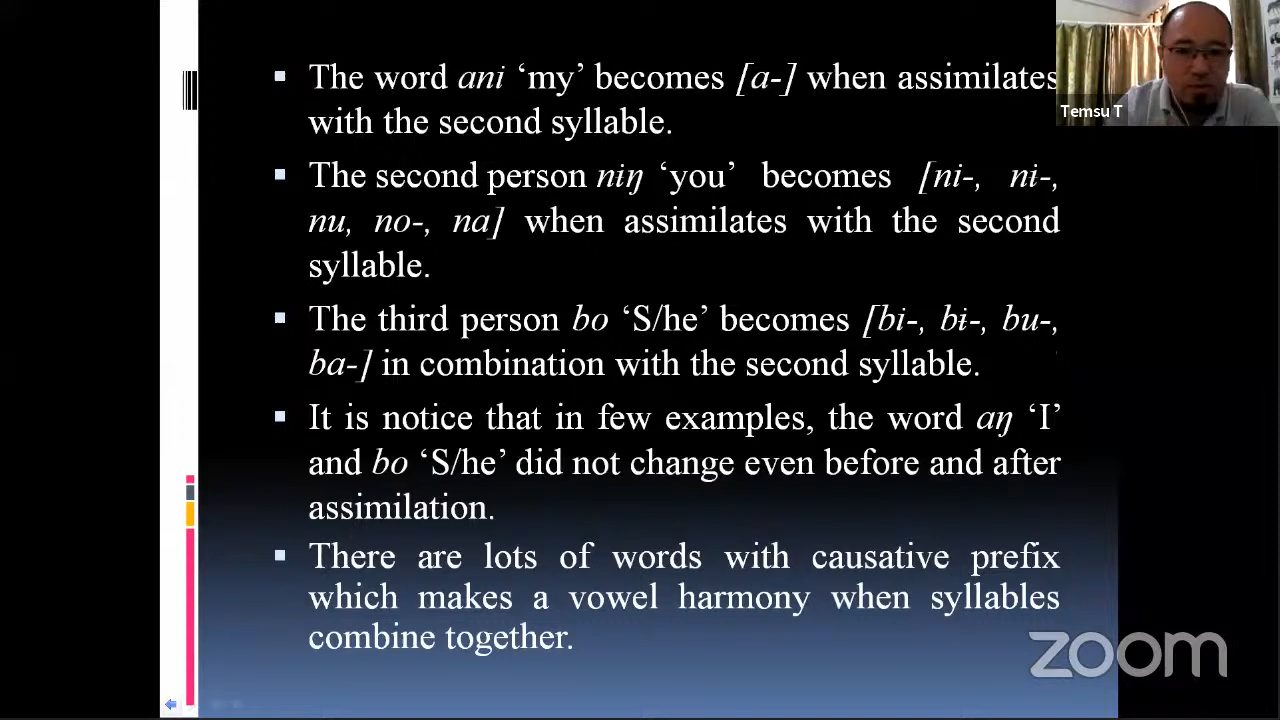 The word ani ‘my’ becomes [a-] when assimilates
with the second syllable.
The second person nɨŋ ‘you’ becomes [ni-, nɨ-,
nu, no-, na] when assimilates with the second
syllable.
The third person bo ‘S/he’ becomes [bi-, bɨ-, bu-,
ba-] in combination with the second syllable.
It is notice that in few examples, the word aŋ ‘I’
and bo ‘S/he’ did not change even before and after
assimilation.
There are lots of words with causative prefix
which makes a vowel harmony when syllables
combine together.
Temsu T
zoom